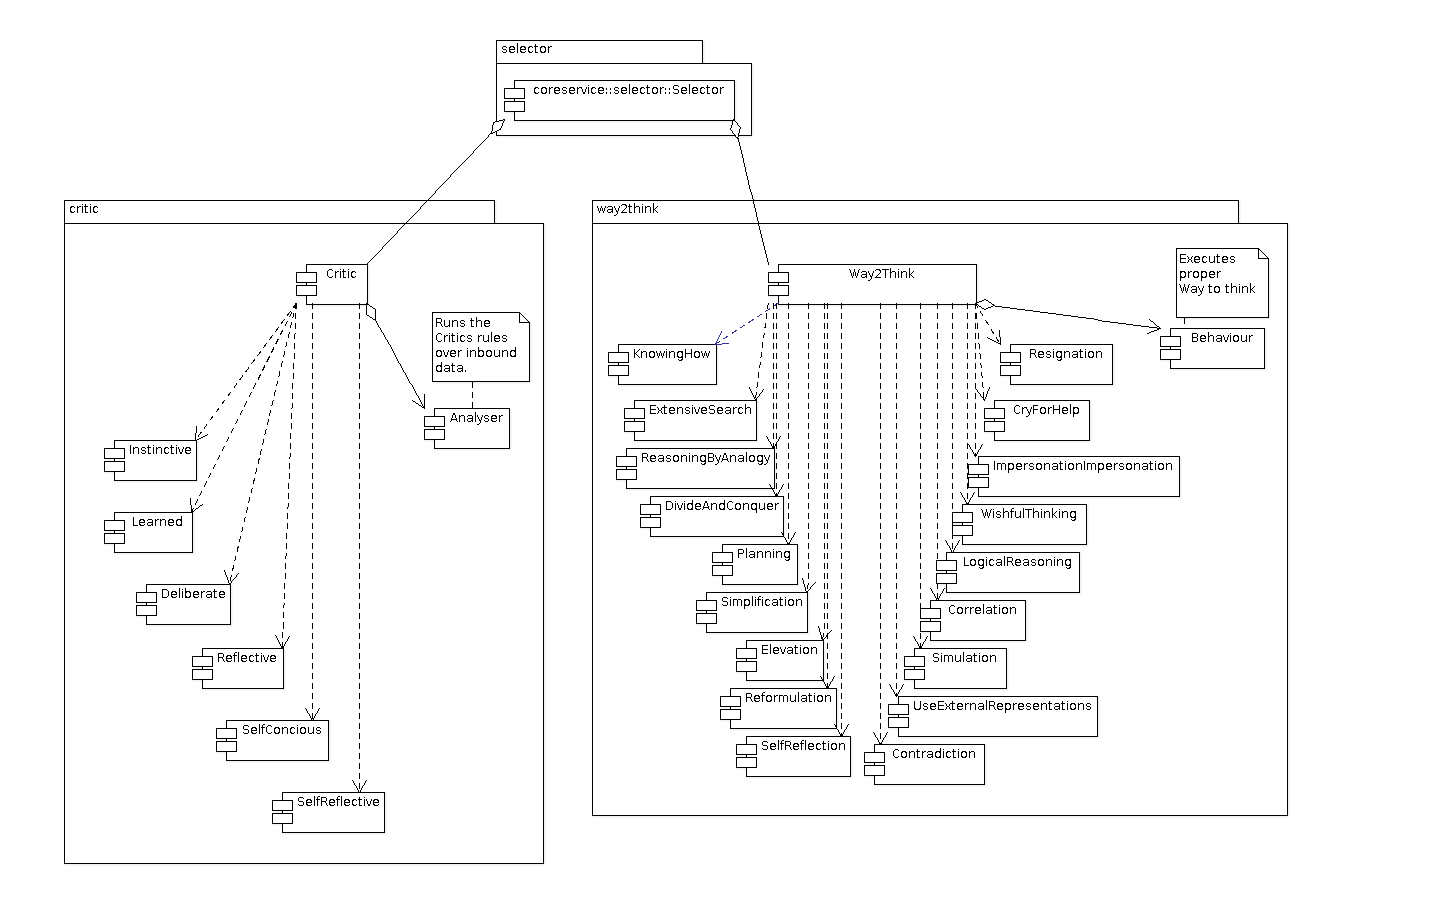 selector
coreservice::selector::Selector
critic
way2think
Critic
Runs the
Critics rules
over inbound
data.
Analyser
Instinctive
Learned
Deliberate
Reflective
SelfConcious
SelfReflective
Way2Think
Executes
proper
Way to think
Behaviour
KnowingHow
Resignation
ExtensiveSearch
CryForHelp
ReasoningByAnalogy
ImpersonationImpersonation
DivideAndConquer
WishfulThinking
Planning
LogicalReasoning
Simplification
Correlation
Elevation
Simulation
Reformulation
UseExternalRepresentations
SelfReflection
Contradiction